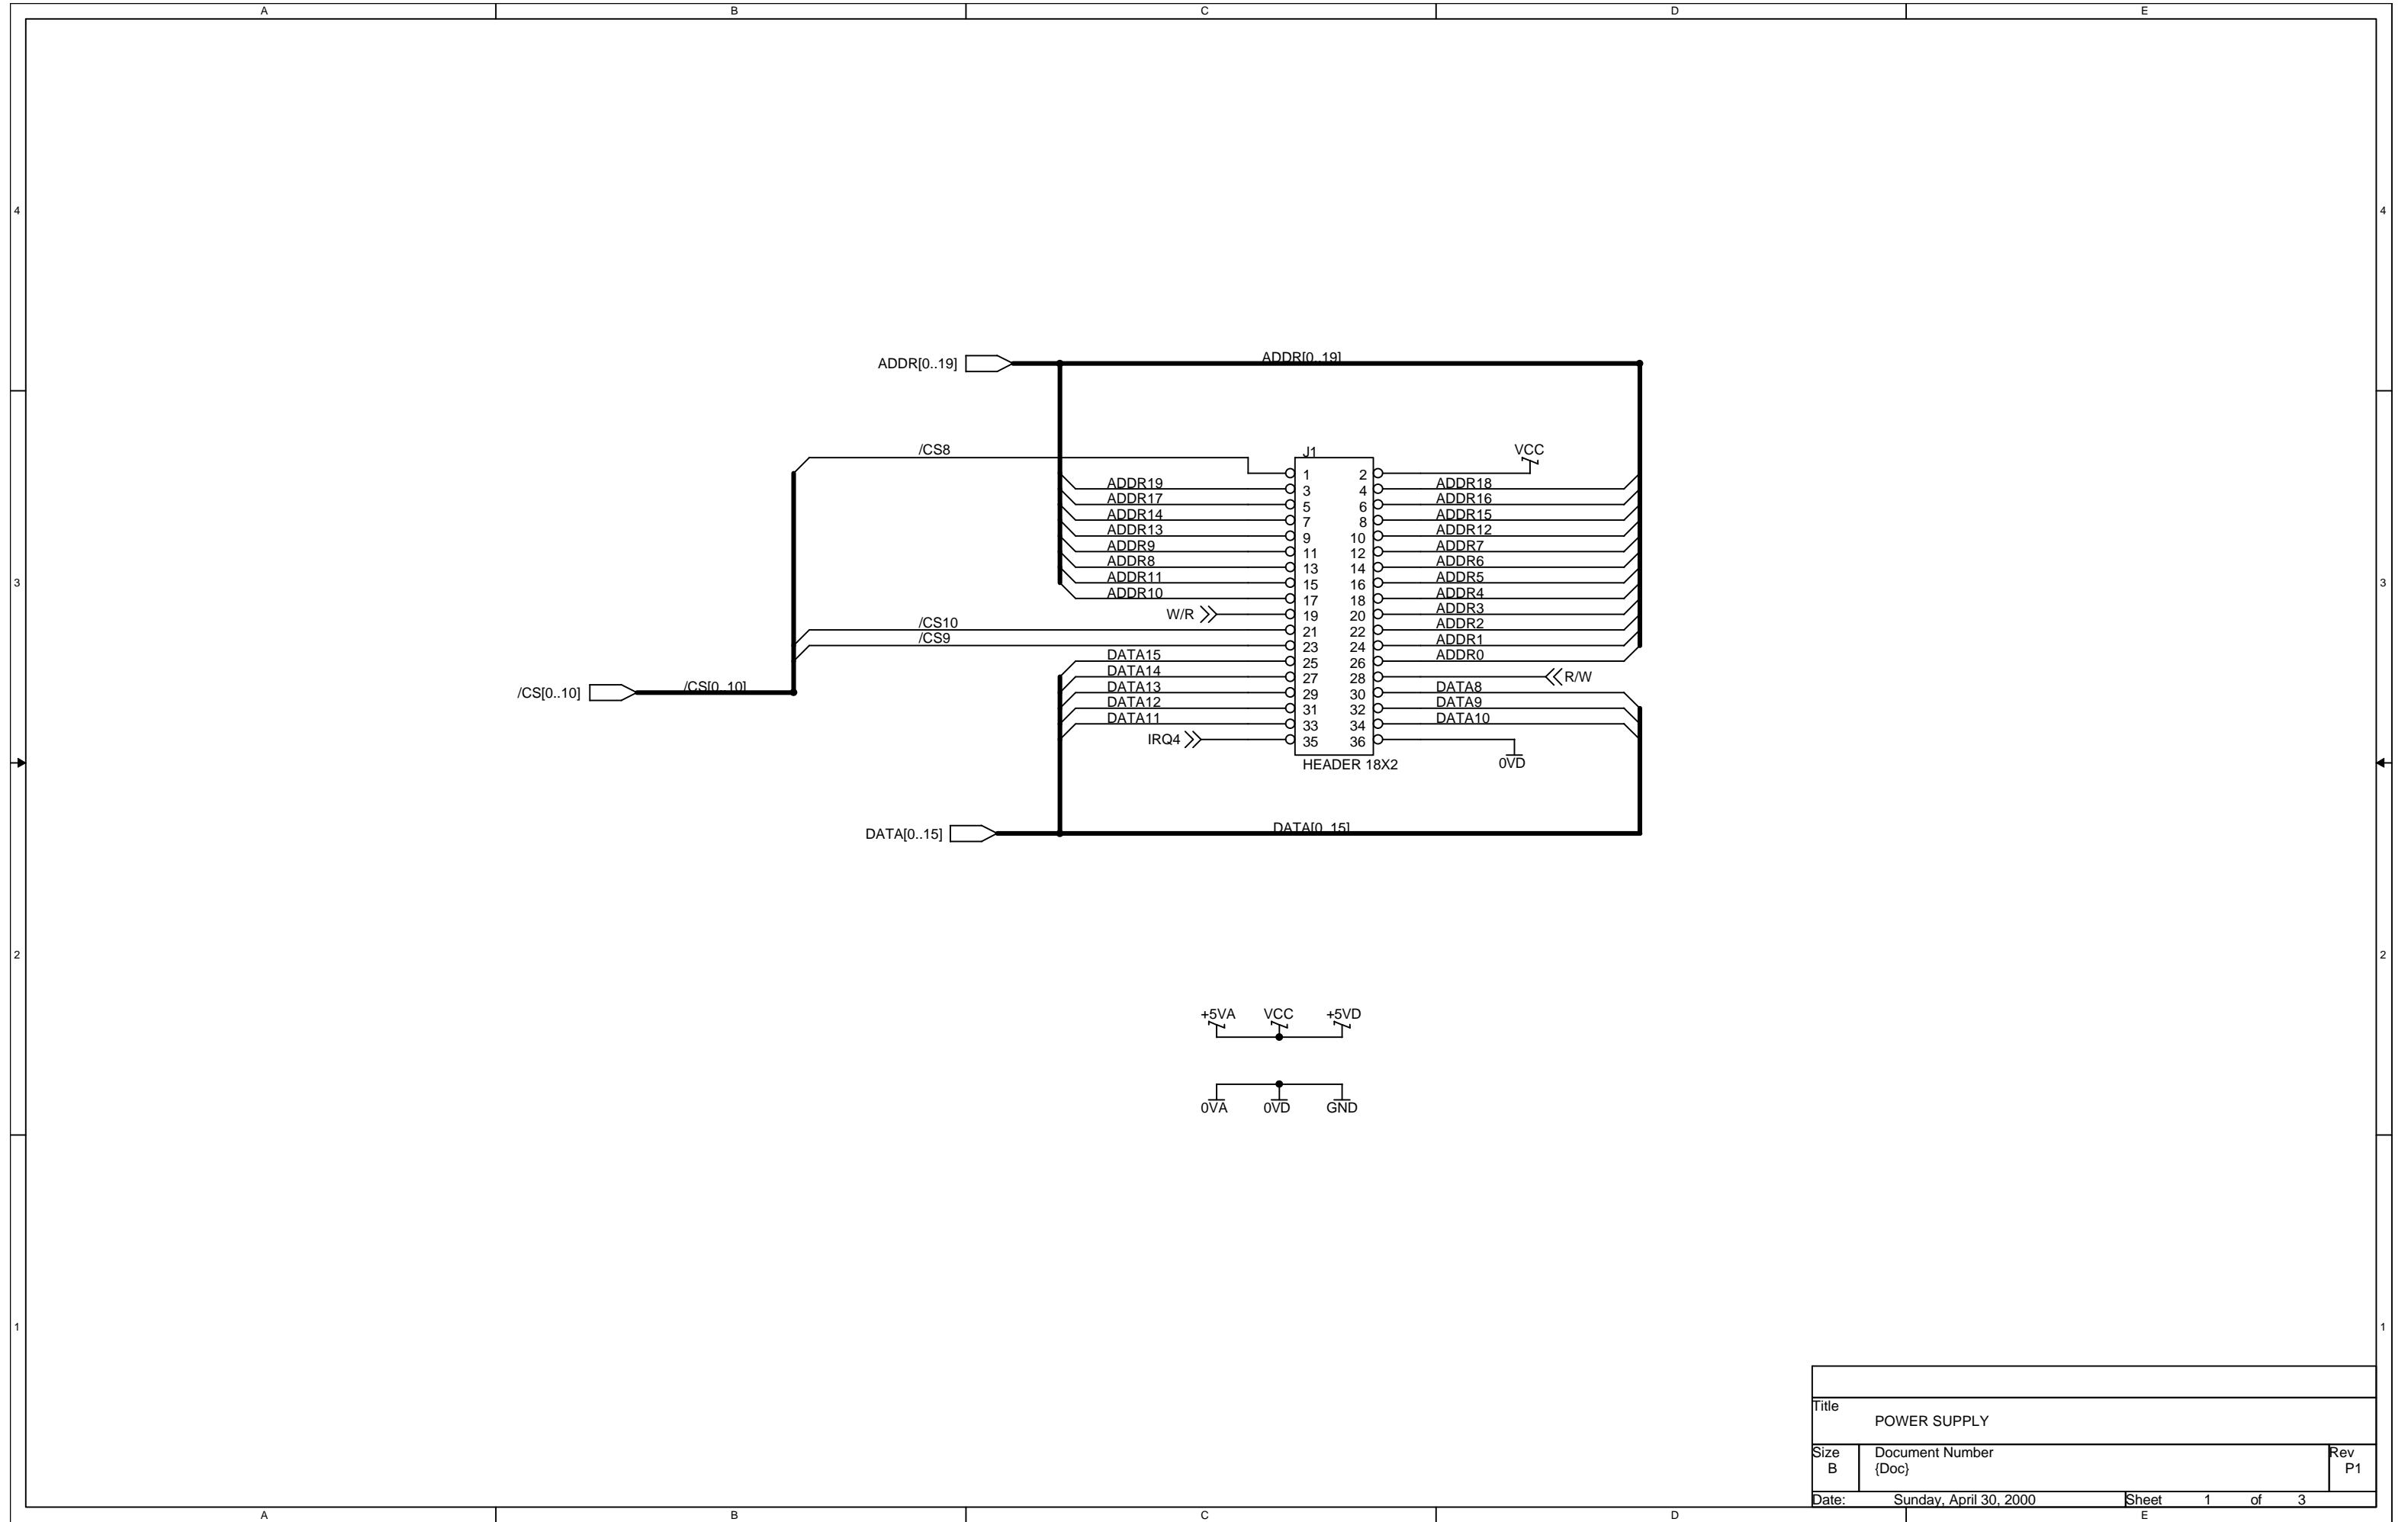 A B C D E
4 4
ADDR[0..19] ADDR[0..19]
/CS8 J1 VCC
1 2
ADDR19 3 4 ADDR18
ADDR17 5 6 ADDR16
ADDR14 7 8 ADDR15
ADDR13 9 10 ADDR12
ADDR9 11 12 ADDR7
3 ADDR8 13 14 ADDR6 3
ADDR11 15 16 ADDR5
ADDR10 17 18 ADDR4
W/R 19 20 ADDR3
/CS10 21 22 ADDR2
/CS9 23 24 ADDR1
DATA15 25 26 ADDR0
DATA14 27 28 R/W
/CS[0..10] /CS[0..10] DATA13 29 30 DATA8
DATA12 31 32 DATA9
DATA11 33 34 DATA10
IRQ4 35 36
HEADER 18X2 0VD
DATA[0..15] DATA[0..15]
2 2
+5VA VCC +5VD
0VA 0VD GND
1 1
Title
POWER SUPPLY
Size Document Number Rev
B {Doc} P1
Date: Sunday, April 30, 2000 Sheet 1 of 3
A B C D E